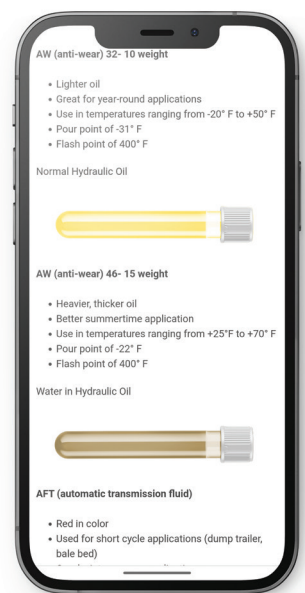 AW (anti-wear) 32- 10 weight
• Lighter oil
• Great for year-round applications
• Use in temperatures ranging from -20° F to +50° F
• Pour point of -31° F
• Flash point of 400° F
Normal Hydraulic Oil
AW (anti-wear) 46- 15 weight
• Heavier, thicker oil
• Better summertime application
• Use in temperatures ranging from +25°F to +70° F
• Pour point of -22° F
• Flash point of 400° F
Water in Hydraulic Oil
AFT (automatic transmission fluid)
• Red in color
• Used for short cycle applications (dump trailer,
bale bed)